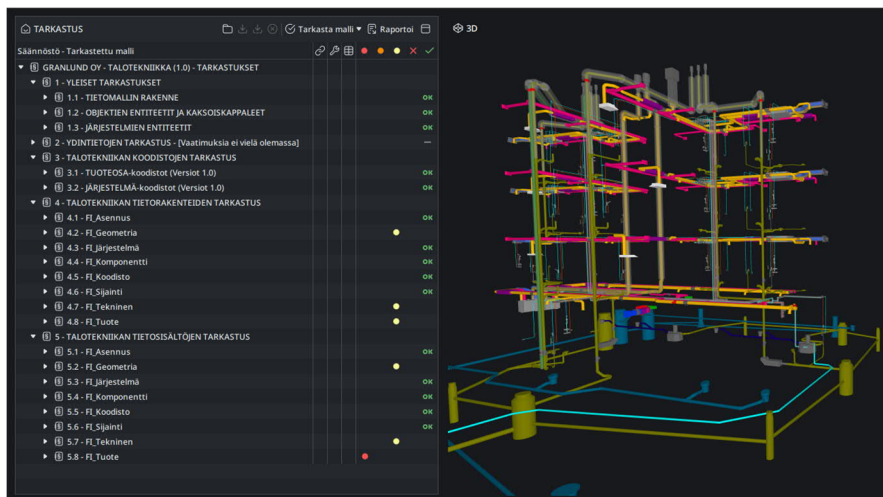 TARKASTUS
Tarkasta malli
Raportoi
Säännöstö - Tarkastettu malli
GRANLUND OY - TALOTEKNIIKKA (1.0) - TARKASTUKSET
1 - YLEISET TARKASTUKSET
1.1 - TIETOMALLIN RAKENNE OK
1.2 - OBJEKTIEN ENTITEETIT JA KAKSOISKAPPALEET OK
1.3 - JÄRJESTELMIEN ENTITEETIT OK
2 - YDINTIETOJEN TARKASTUS - [Vaatimuksia ei vielä olemassa] —
3 - TALOTEKNIIKAN KOODISTOJEN TARKASTUS
3.1 - TUOTEOSA-koodistot (Versiot 1.0) OK
3.2 - JÄRJESTELMÄ-koodistot (Versiot 1.0) OK
4 - TALOTEKNIIKAN TIETORAKENTEIDEN TARKASTUS
4.1 - FI_Asennus OK
4.2 - FI_Geometria
4.3 - FI_Järjestelmä OK
4.4 - FI_Komponentti OK
4.5 - FI_Koodisto OK
4.6 - FI_Sijainti OK
4.7 - FI_Tekninen
4.8 - FI_Tuote
5 - TALOTEKNIIKAN TIETOSISÄLTÖJEN TARKASTUS
5.1 - FI_Asennus OK
5.2 - FI_Geometria
5.3 - FI_Järjestelmä OK
5.4 - FI_Komponentti OK
5.5 - FI_Koodisto OK
5.6 - FI_Sijainti OK
5.7 - FI_Tekninen
5.8 - FI_Tuote
3D